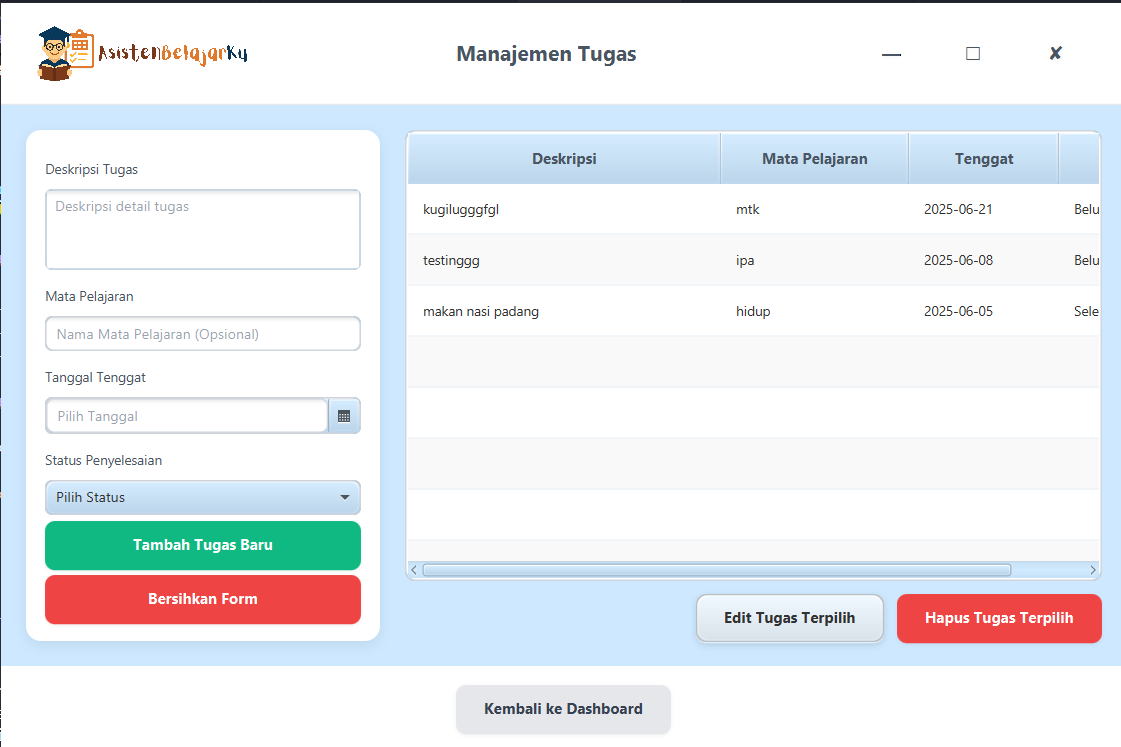 AsistenBelajarKu
Manajemen Tugas
Deskripsi Tugas
Deskripsi detail tugas
Mata Pelajaran
Nama Mata Pelajaran (Opsional)
Tanggal Tenggat
Pilih Tanggal
Status Penyelesaian
Pilih Status
Tambah Tugas Baru
Bersihkan Form
Deskripsi Mata Pelajaran Tenggat
kugilugggfgl mtk 2025-06-21 Belu
testinggg ipa 2025-06-08 Belu
makan nasi padang hidup 2025-06-05 Sele
Edit Tugas Terpilih
Hapus Tugas Terpilih
Kembali ke Dashboard